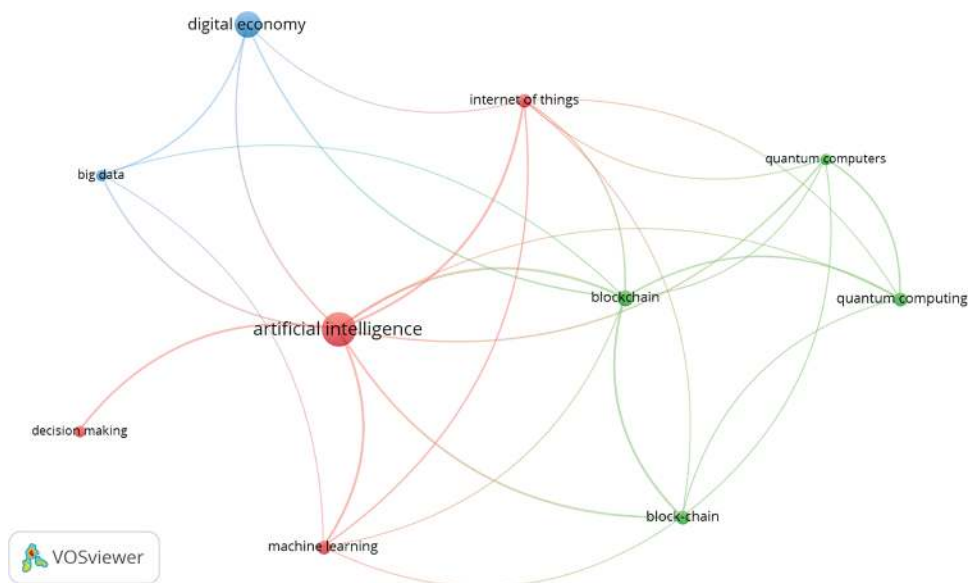 digital economy
internet of things
quantum computers
big data
blockchain
quantum computing
artificial intelligence
decision making
block-chain
machine learning
VOSviewer